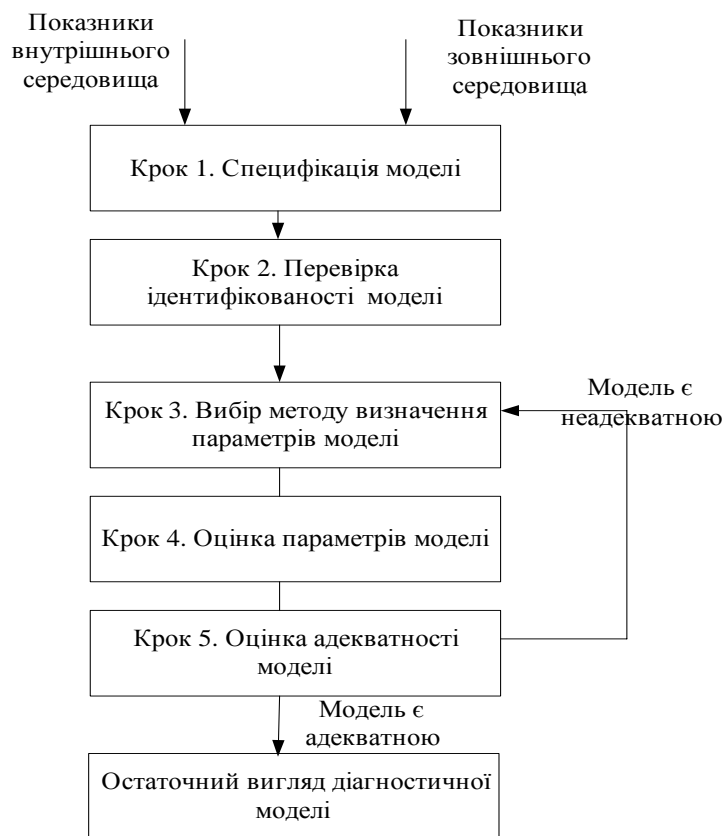 Показники
внутрішнього
середовища
Показники
зовнішнього
середовища
Крок 1. Специфікація моделі
Крок 2. Перевірка
ідентифікованості моделі
Модель є
неадекватною
Крок 3. Вибір методу визначення
параметрів моделі
Крок 4. Оцінка параметрів моделі
Крок 5. Оцінка адекватності
моделі
Модель є
адекватною
Остаточний вигляд діагностичної
моделі